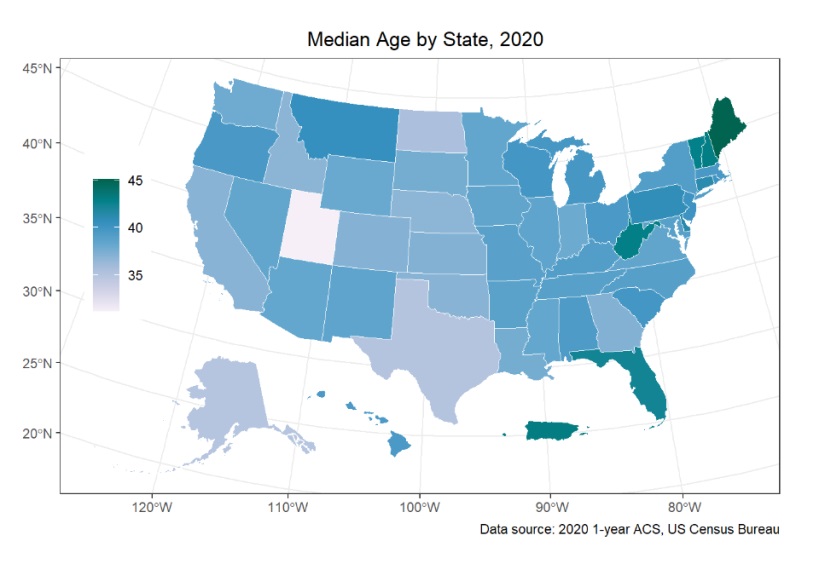 Median Age by State, 2020
45°N
40°N
35°N
30°N
25°N
20°N
45
40
35
120°W
110°W
100°W
90°W
80°W
Data source: 2020 1-year ACS, US Census Bureau